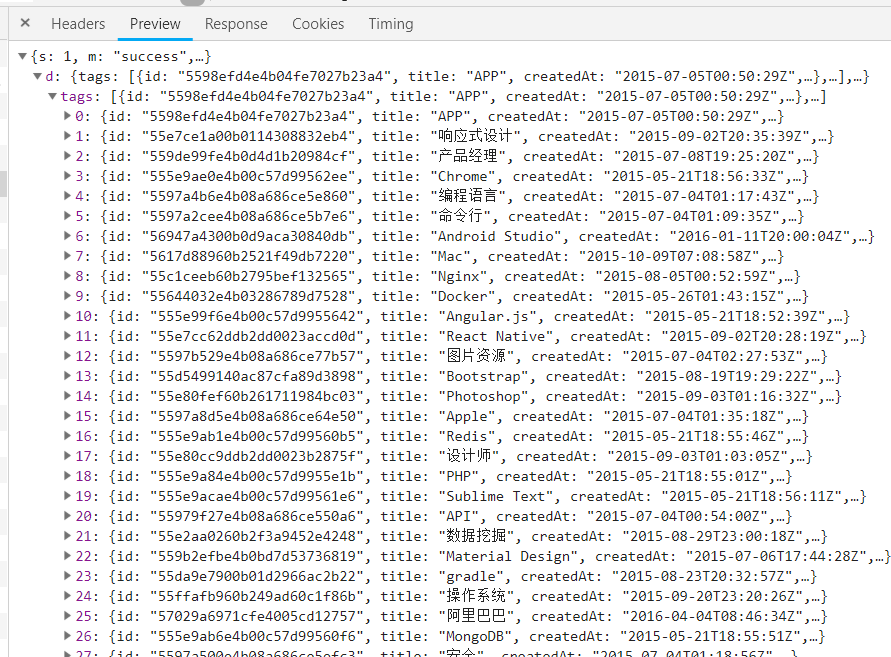 × Headers Preview Response Cookies Timing
▼{s: 1, m: "success",…}
▼d: {tags: [{id: "5598efd4e4b04fe7027b23a4", title: "APP", createdAt: "2015-07-05T00:50:29Z",…},…],…}
▼tags: [{id: "5598efd4e4b04fe7027b23a4", title: "APP", createdAt: "2015-07-05T00:50:29Z",…},…]
▶0: {id: "5598efd4e4b04fe7027b23a4", title: "APP", createdAt: "2015-07-05T00:50:29Z",…}
▶1: {id: "55e7ce1a00b0114308832eb4", title: "响应式设计", createdAt: "2015-09-02T20:35:39Z",…}
▶2: {id: "559de99fe4b0d4d1b20984cf", title: "产品经理", createdAt: "2015-07-08T19:25:20Z",…}
▶3: {id: "555e9ae0e4b00c57d99562ee", title: "Chrome", createdAt: "2015-05-21T18:56:33Z",…}
▶4: {id: "5597a4b6e4b08a686ce5e860", title: "编程语言", createdAt: "2015-07-04T01:17:43Z",…}
▶5: {id: "5597a2cee4b08a686ce5b7e6", title: "命令行", createdAt: "2015-07-04T01:09:35Z",…}
▶6: {id: "56947a4300b0d9aca30840db", title: "Android Studio", createdAt: "2016-01-11T20:00:04Z",…}
▶7: {id: "5617d88960b2521f49db7220", title: "Mac", createdAt: "2015-10-09T07:08:58Z",…}
▶8: {id: "55c1ceeb60b2795bef132565", title: "Nginx", createdAt: "2015-08-05T00:52:59Z",…}
▶9: {id: "55644032e4b03286789d7528", title: "Docker", createdAt: "2015-05-26T01:43:15Z",…}
▶10: {id: "555e99f6e4b00c57d9955642", title: "Angular.js", createdAt: "2015-05-21T18:52:39Z",…}
▶11: {id: "55e7cc62ddb2dd0023accd0d", title: "React Native", createdAt: "2015-09-02T20:28:19Z",…}
▶12: {id: "5597b529e4b08a686ce77b57", title: "图片资源", createdAt: "2015-07-04T02:27:53Z",…}
▶13: {id: "55d5499140ac87cfa89d3898", title: "Bootstrap", createdAt: "2015-08-19T19:29:22Z",…}
▶14: {id: "55e80fef60b261711984bc03", title: "Photoshop", createdAt: "2015-09-03T01:16:32Z",…}
▶15: {id: "5597a8d5e4b08a686ce64e50", title: "Apple", createdAt: "2015-07-04T01:35:18Z",…}
▶16: {id: "555e9ab1e4b00c57d99560b5", title: "Redis", createdAt: "2015-05-21T18:55:46Z",…}
▶17: {id: "55e80cc9ddb2dd0023b2875f", title: "设计师", createdAt: "2015-09-03T01:03:05Z",…}
▶18: {id: "555e9a84e4b00c57d9955e1b", title: "PHP", createdAt: "2015-05-21T18:55:01Z",…}
▶19: {id: "555e9acae4b00c57d99561e6", title: "Sublime Text", createdAt: "2015-05-21T18:56:11Z",…}
▶20: {id: "55979f27e4b08a686ce550a6", title: "API", createdAt: "2015-07-04T00:54:00Z",…}
▶21: {id: "55e2aa0260b2f3a9452e4248", title: "数据挖掘", createdAt: "2015-08-29T23:00:18Z",…}
▶22: {id: "559b2efbe4b0bd7d53736819", title: "Material Design", createdAt: "2015-07-06T17:44:28Z",…}
▶23: {id: "55da9e7900b01d2966ac2b22", title: "gradle", createdAt: "2015-08-23T20:32:57Z",…}
▶24: {id: "55ffafb960b249ad60c1f86b", title: "操作系统", createdAt: "2015-09-20T23:20:26Z",…}
▶25: {id: "57029a6971cfe4005cd12757", title: "阿里巴巴", createdAt: "2016-04-04T08:46:34Z",…}
▶26: {id: "555e9ab6e4b00c57d99560f6", title: "MongoDB", createdAt: "2015-05-21T18:55:51Z",…}
▶27: {id: "5597a500e4b08a686ce5efc3", title: "安全", createdAt: "2015-07-04T01:18:56Z",…}